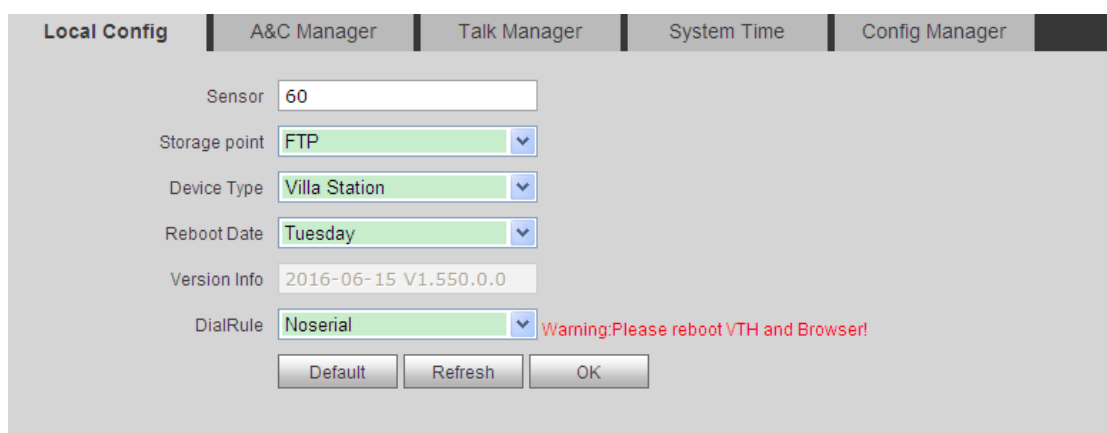 Local Config A&C Manager Talk Manager System Time Config Manager
Sensor 60
Storage point FTP
Device Type Villa Station
Reboot Date Tuesday
Version Info 2016-06-15 V1.550.0.0
DialRule Noserial Warning:Please reboot VTH and Browser!
Default Refresh OK